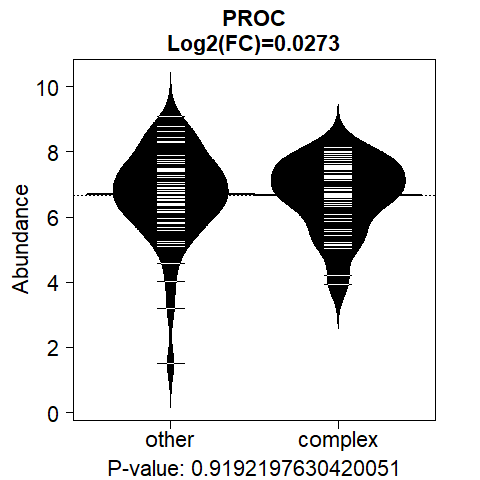 PROC
Log2(FC)=0.0273
Abundance
10
8
6
4
2
0
other complex
P-value: 0.9192197630420051